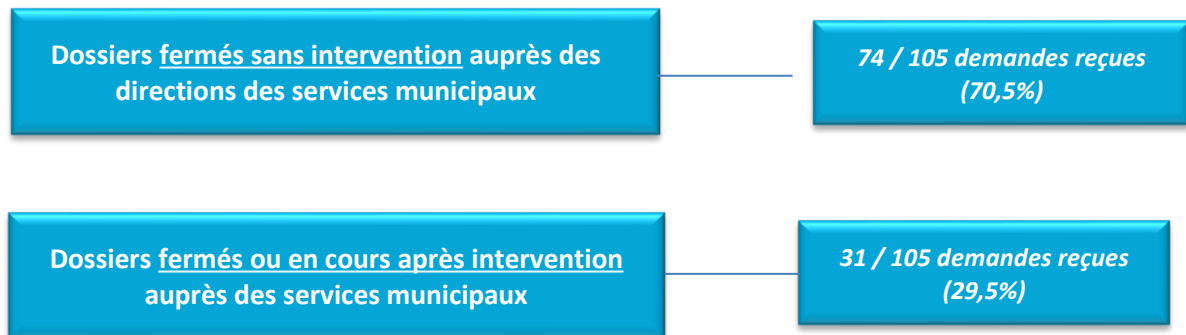 Dossiers fermés sans intervention auprès des
directions des services municipaux
74 / 105 demandes reçues
(70,5%)
Dossiers fermés ou en cours après intervention
auprès des services municipaux
31 / 105 demandes reçues
(29,5%)